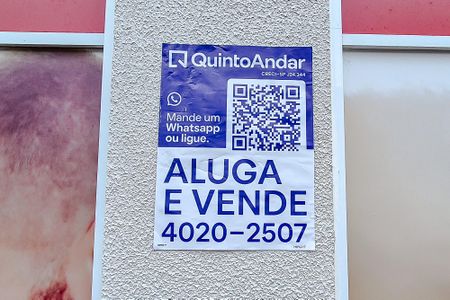 QuintoAndar
CRECI-SP J24.344
Mande um
Whatsapp
ou ligue.
ALUGA
E VENDE
4020-2507